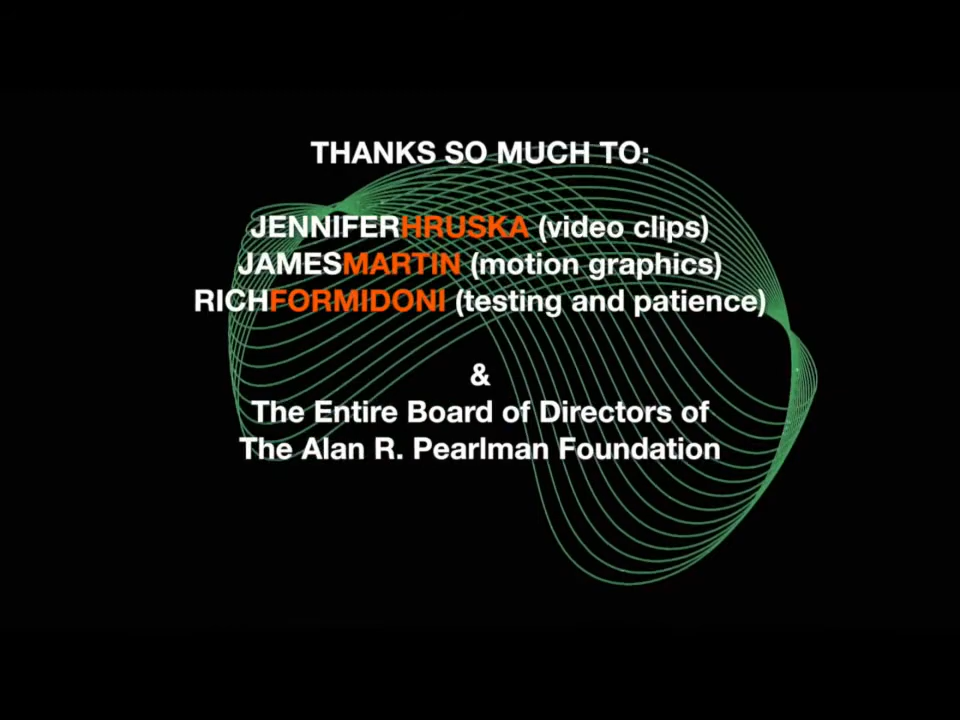 THANKS SO MUCH TO:
JENNIFERHRUSKA (video clips)
JAMESMARTIN (motion graphics)
RICHFORMIDONI (testing and patience)
&
The Entire Board of Directors of
The Alan R. Pearlman Foundation